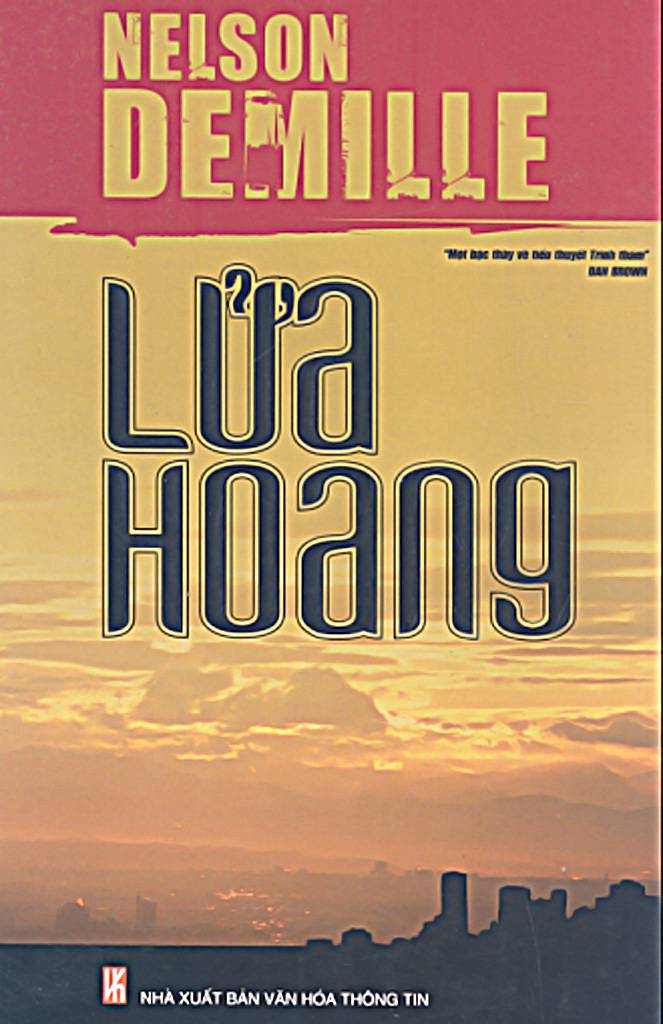 NELSON
DEMILLE
"Một bậc thầy về tiểu thuyết Trinh thám"
DAN BROWN
Lửa
Hoang
NHÀ XUẤT BẢN VĂN HÓA THÔNG TIN